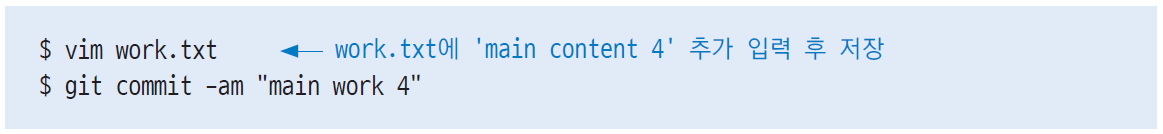 $ vim work.txt ← work.txt에 'main content 4' 추가 입력 후 저장
$ git commit -am "main work 4"